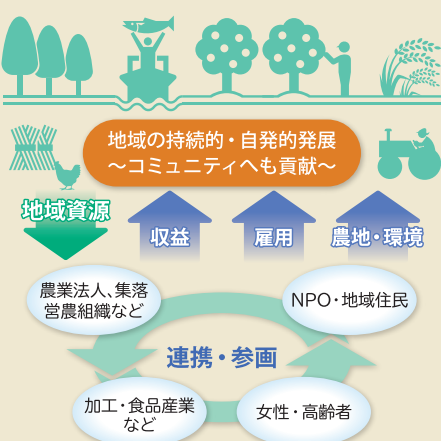 地域の持続的・自発的発展
～コミュニティへも貢献～
地域資源
収益
雇用
農地・環境
農業法人、集落
営農組織など
NPO・地域住民
連携・参画
加工・食品産業
など
女性・高齢者